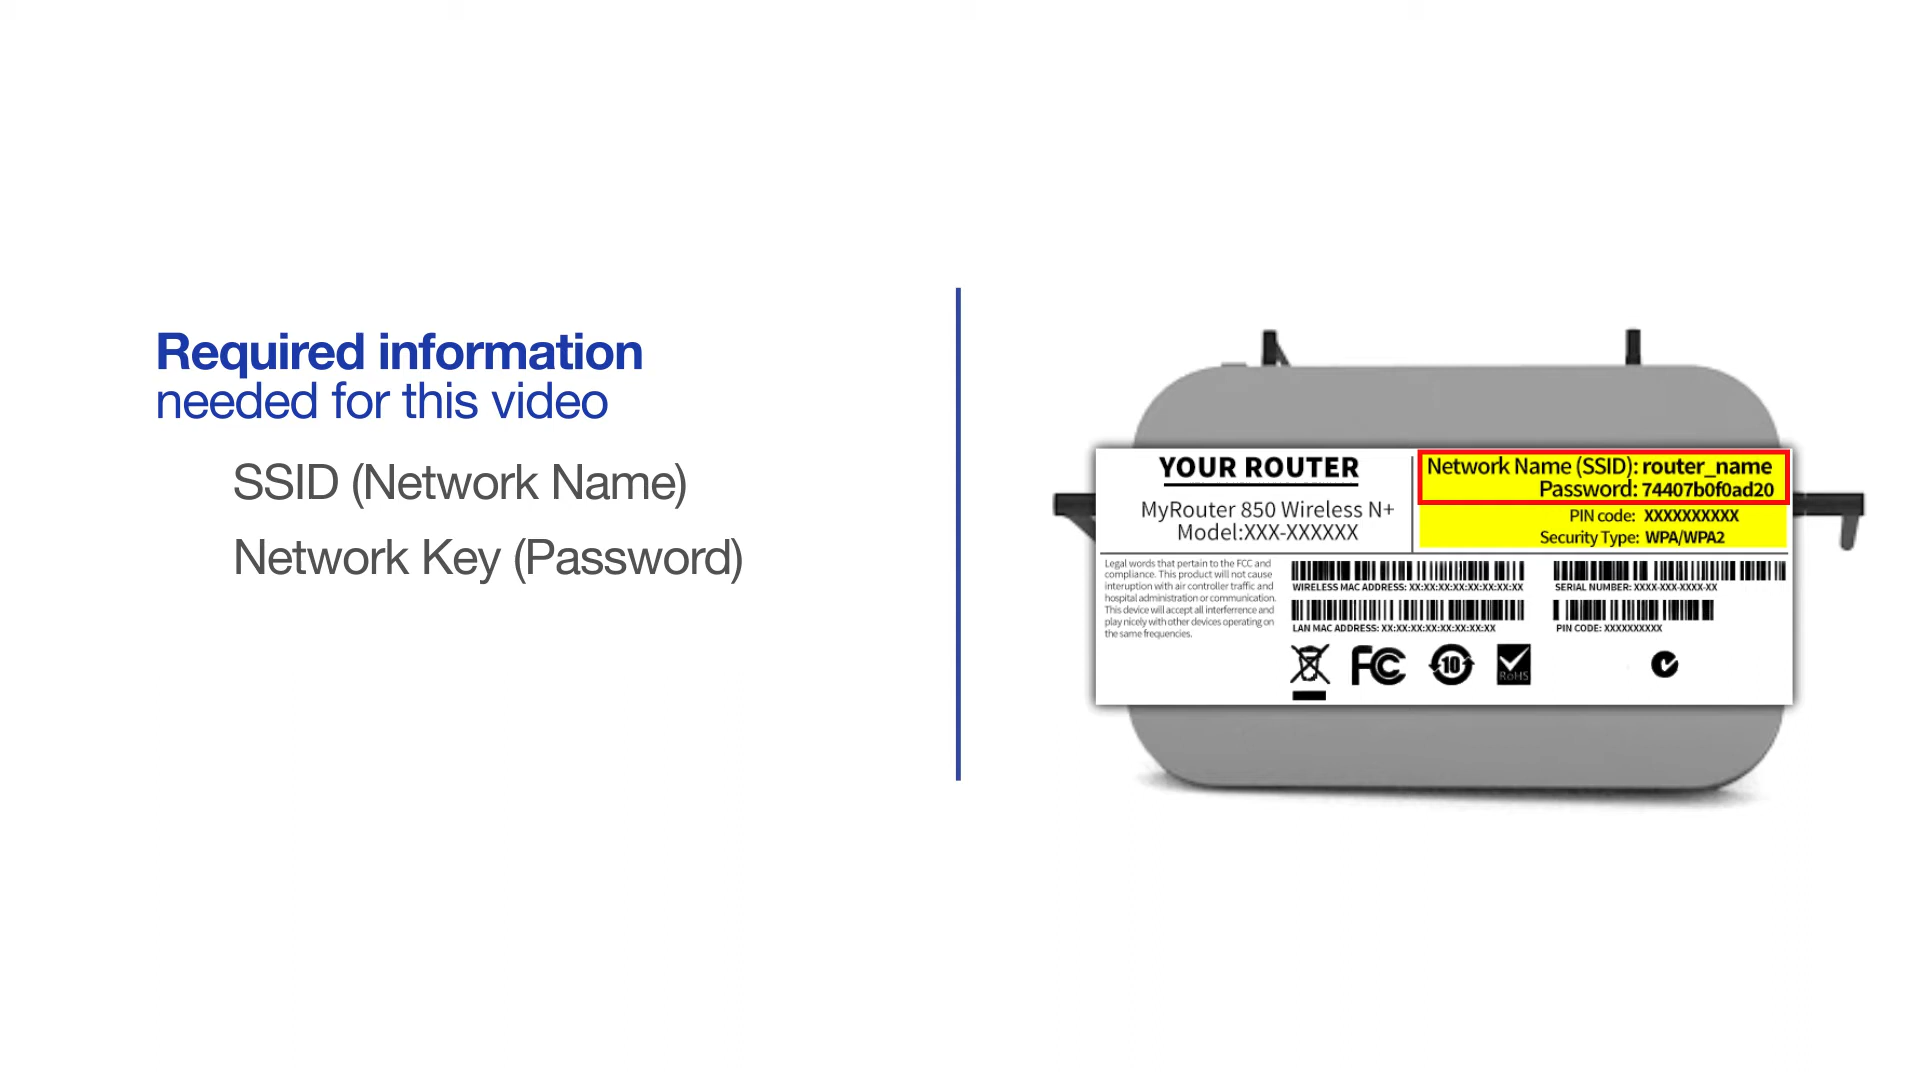 Required information
needed for this video
SSID (Network Name)
Network Key (Password)
YOUR ROUTER
MyRouter 850 Wireless N+
Model:XXX-XXXXXX
Network Name (SSID): router_name
Password: 74407b0f0ad20
PIN code: XXXXXXXXXX
Security Type: WPA/WPA2
Legal words that pertain to the FCC and
compliance. This product will not cause
interuption with air controller traffic and
hospital administration or communication.
This device will accept all interferrence and
play nicely with other devices operating on
the same frequencies.
WIRELESS MAC ADDRESS: XX:XX:XX:XX:XX:XX:XX:XX
SERIAL NUMBER: XXXX-XXX-XXXX-XX
LAN MAC ADDRESS: XX:XX:XX:XX:XX:XX:XX:XX
PIN CODE: XXXXXXXXXX
FC
10
RoHS